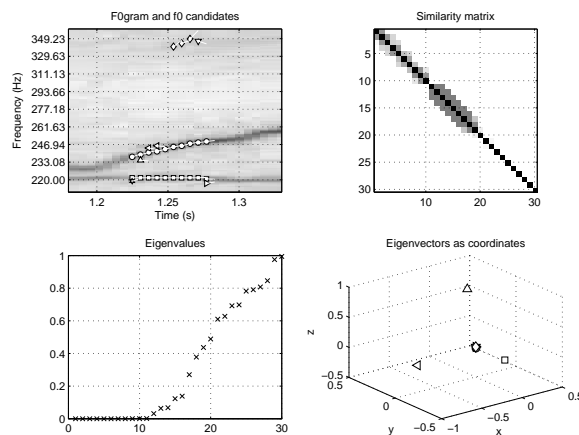 F0gram and f0 candidates
Frequency (Hz)
349.23
329.63
311.13
293.66
277.18
261.63
246.94
233.08
220.00
1.2 1.25 1.3
Time (s)
Similarity matrix
5
10
15
20
25
30
10 20 30
Eigenvalues
1
0.8
0.6
0.4
0.2
0
0 10 20 30
Eigenvectors as coordinates
z
1
0.5
0
−0.5
0.5
0
−0.5
y
−1
−0.5
0
0.5
x